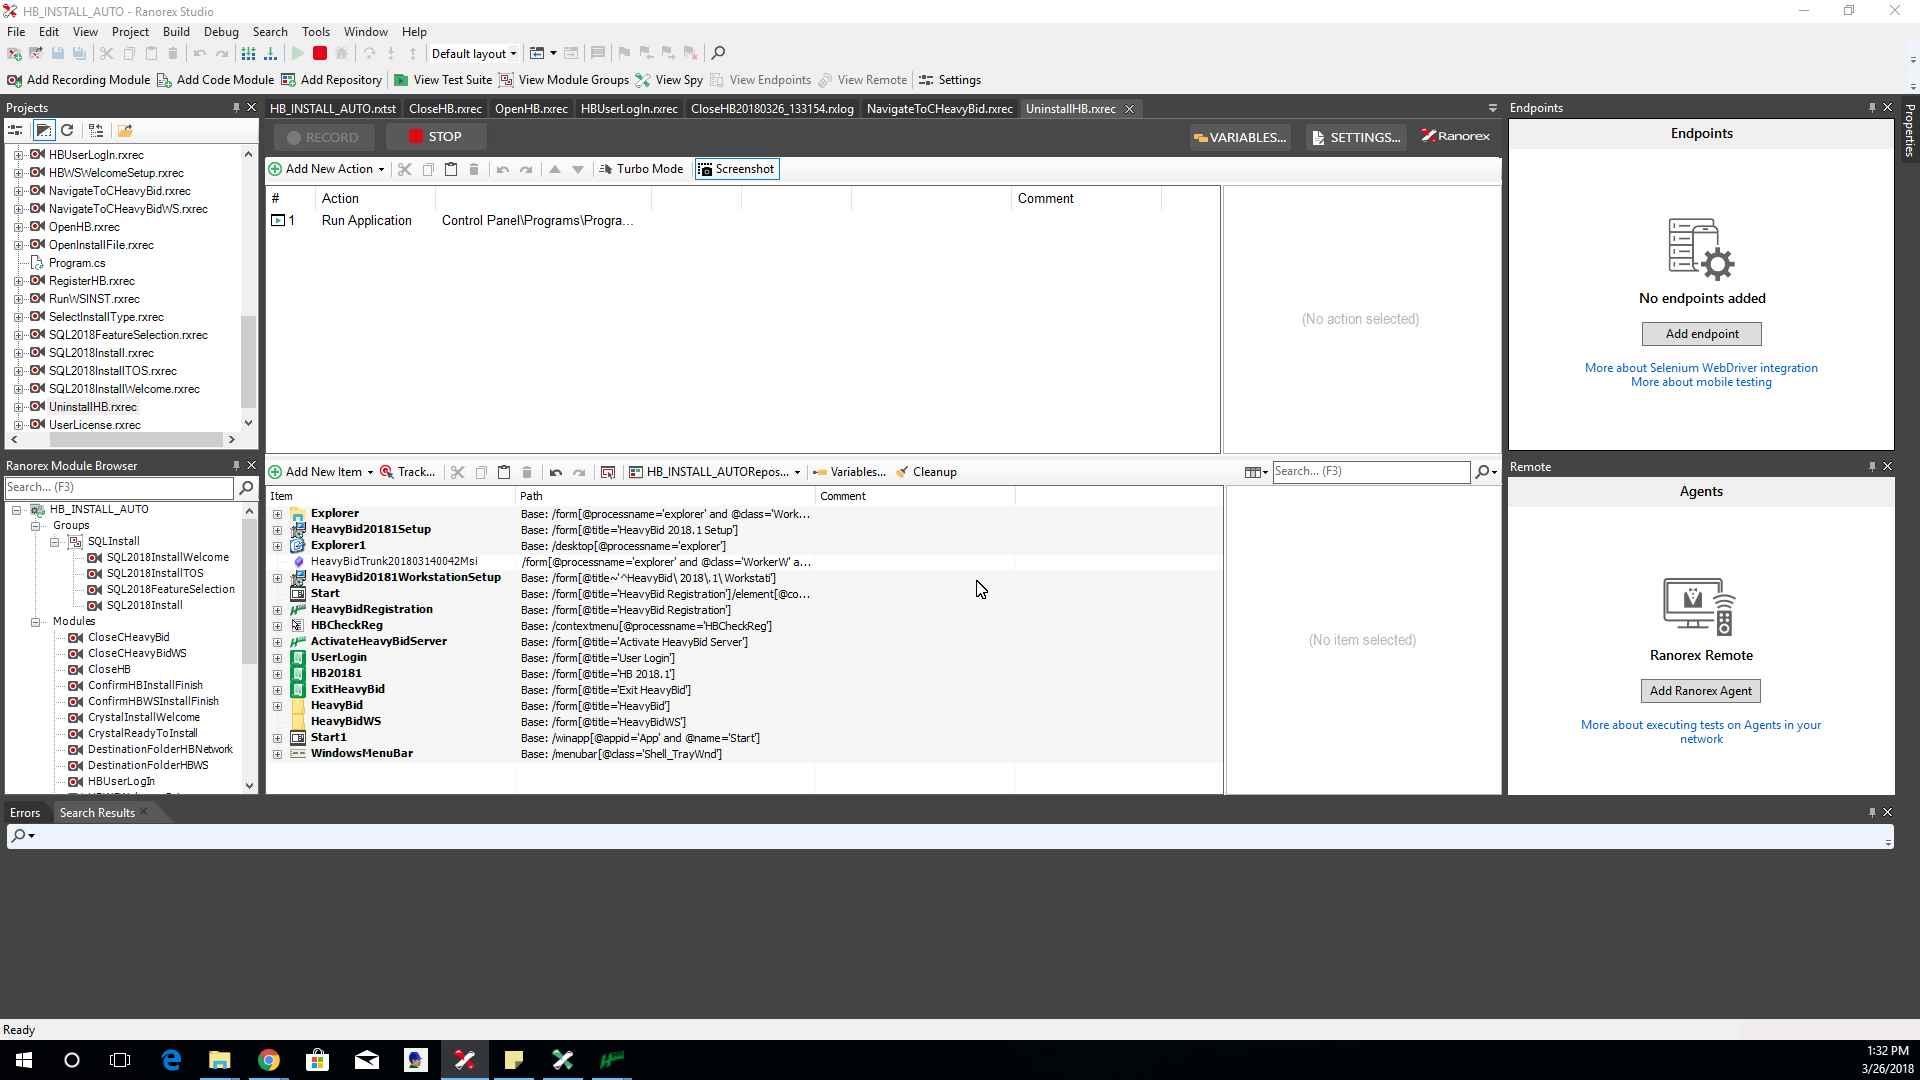 HB_INSTALL_AUTO - Ranorex Studio
File Edit View Project Build Debug Search Tools Window Help
Default layout
Add Recording Module Add Code Module Add Repository View Test Suite View Module Groups View Spy View Endpoints View Remote Settings
Projects
HBUserLogIn.rxrec
HBWSWelcomeSetup.rxrec
NavigateToCHeavyBid.rxrec
NavigateToCHeavyBidWS.rxrec
OpenHB.rxrec
OpenInstallFile.rxrec
Program.cs
RegisterHB.rxrec
RunWSINST.rxrec
SelectInstallType.rxrec
SQL2018FeatureSelection.rxrec
SQL2018Install.rxrec
SQL2018InstallTOS.rxrec
SQL2018InstallWelcome.rxrec
UninstallHB.rxrec
UserLicense.rxrec
Ranorex Module Browser
Search... (F3)
HB_INSTALL_AUTO
Groups
SQLInstall
SQL2018InstallWelcome
SQL2018InstallTOS
SQL2018FeatureSelection
SQL2018Install
Modules
CloseCHeavyBid
CloseCHeavyBidWS
CloseHB
ConfirmHBInstallFinish
ConfirmHBWSInstallFinish
CrystalInstallWelcome
CrystalReadyToInstall
DestinationFolderHBNetwork
DestinationFolderHBWS
HBUserLogIn
HB_INSTALL_AUTO.rxtst CloseHB.rxrec OpenHB.rxrec HBUserLogIn.rxrec CloseHB20180326_133154.rxlog NavigateToCHeavyBid.rxrec UninstallHB.rxrec
RECORD STOP VARIABLES... SETTINGS... Ranorex
Add New Action Turbo Mode Screenshot
# Action Comment
1 Run Application Control Panel\Programs\Progra...
(No action selected)
Add New Item Track... HB_INSTALL_AUTORepos... Variables... Cleanup Search... (F3)
Item Path Comment
Explorer Base: /form[@processname='explorer' and @class='Work...
HeavyBid20181Setup Base: /form[@title='HeavyBid 2018.1 Setup']
Explorer1 Base: /desktop[@processname='explorer']
HeavyBidTrunk201803140042Msi /form[@processname='explorer' and @class='WorkerW' a...
HeavyBid20181WorkstationSetup Base: /form[@title~'^HeavyBid\ 2018\.1\ Workstati']
Start Base: /form[@title='HeavyBid Registration']/element[@co...
HeavyBidRegistration Base: /form[@title='HeavyBid Registration']
HBCheckReg Base: /contextmenu[@processname='HBCheckReg']
ActivateHeavyBidServer Base: /form[@title='Activate HeavyBid Server']
UserLogin Base: /form[@title='User Login']
HB20181 Base: /form[@title='HB 2018.1']
ExitHeavyBid Base: /form[@title='Exit HeavyBid']
HeavyBid Base: /form[@title='HeavyBid']
HeavyBidWS Base: /form[@title='HeavyBidWS']
Start1 Base: /winapp[@appid='App' and @name='Start']
WindowsMenuBar Base: /menubar[@class='Shell_TrayWnd']
(No item selected)
Endpoints
Endpoints
No endpoints added
Add endpoint
More about Selenium WebDriver integration
More about mobile testing
Remote
Agents
Ranorex Remote
Add Ranorex Agent
More about executing tests on Agents in your
network
Properties
Errors Search Results
Ready
1:32 PM
3/26/2018